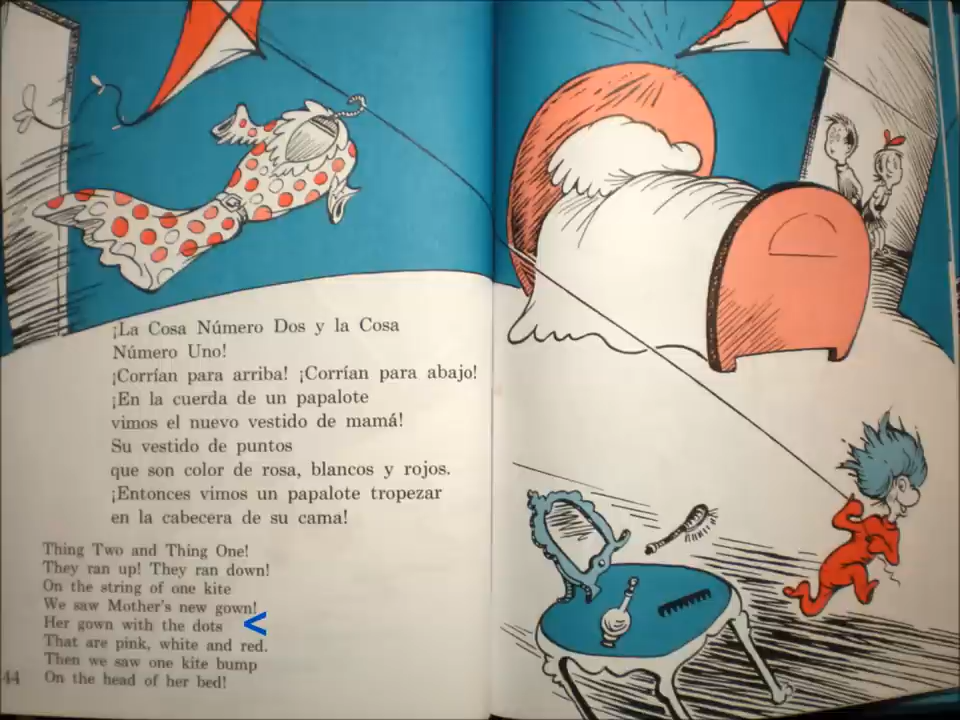 ¡La Cosa Número Dos y la Cosa
Número Uno!
¡Corrían para arriba! ¡Corrían para abajo!
¡En la cuerda de un papalote
vimos el nuevo vestido de mamá!
Su vestido de puntos
que son color de rosa, blancos y rojos.
¡Entonces vimos un papalote tropezar
en la cabecera de su cama!
Thing Two and Thing One!
They ran up! They ran down!
On the string of one kite
We saw Mother's new gown!
Her gown with the dots <
That are pink, white and red.
Then we saw one kite bump
On the head of her bed!
44